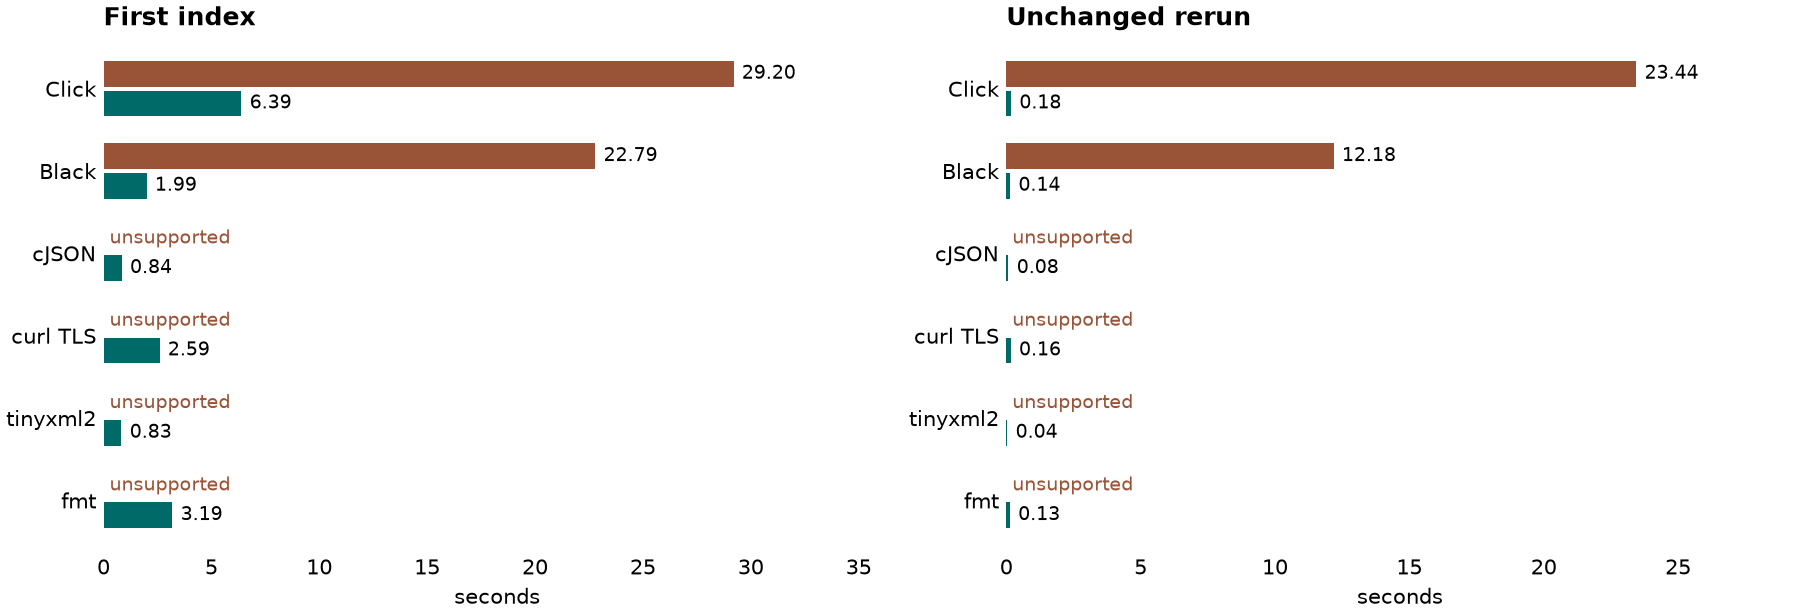 First index
Click
29.20
6.39
Black
22.79
1.99
cJSON
unsupported
0.84
curl TLS
unsupported
2.59
tinyxml2
unsupported
0.83
fmt
unsupported
3.19
0 5 10 15 20 25 30 35
seconds
Unchanged rerun
Click
23.44
0.18
Black
12.18
0.14
cJSON
unsupported
0.08
curl TLS
unsupported
0.16
tinyxml2
unsupported
0.04
fmt
unsupported
0.13
0 5 10 15 20 25
seconds